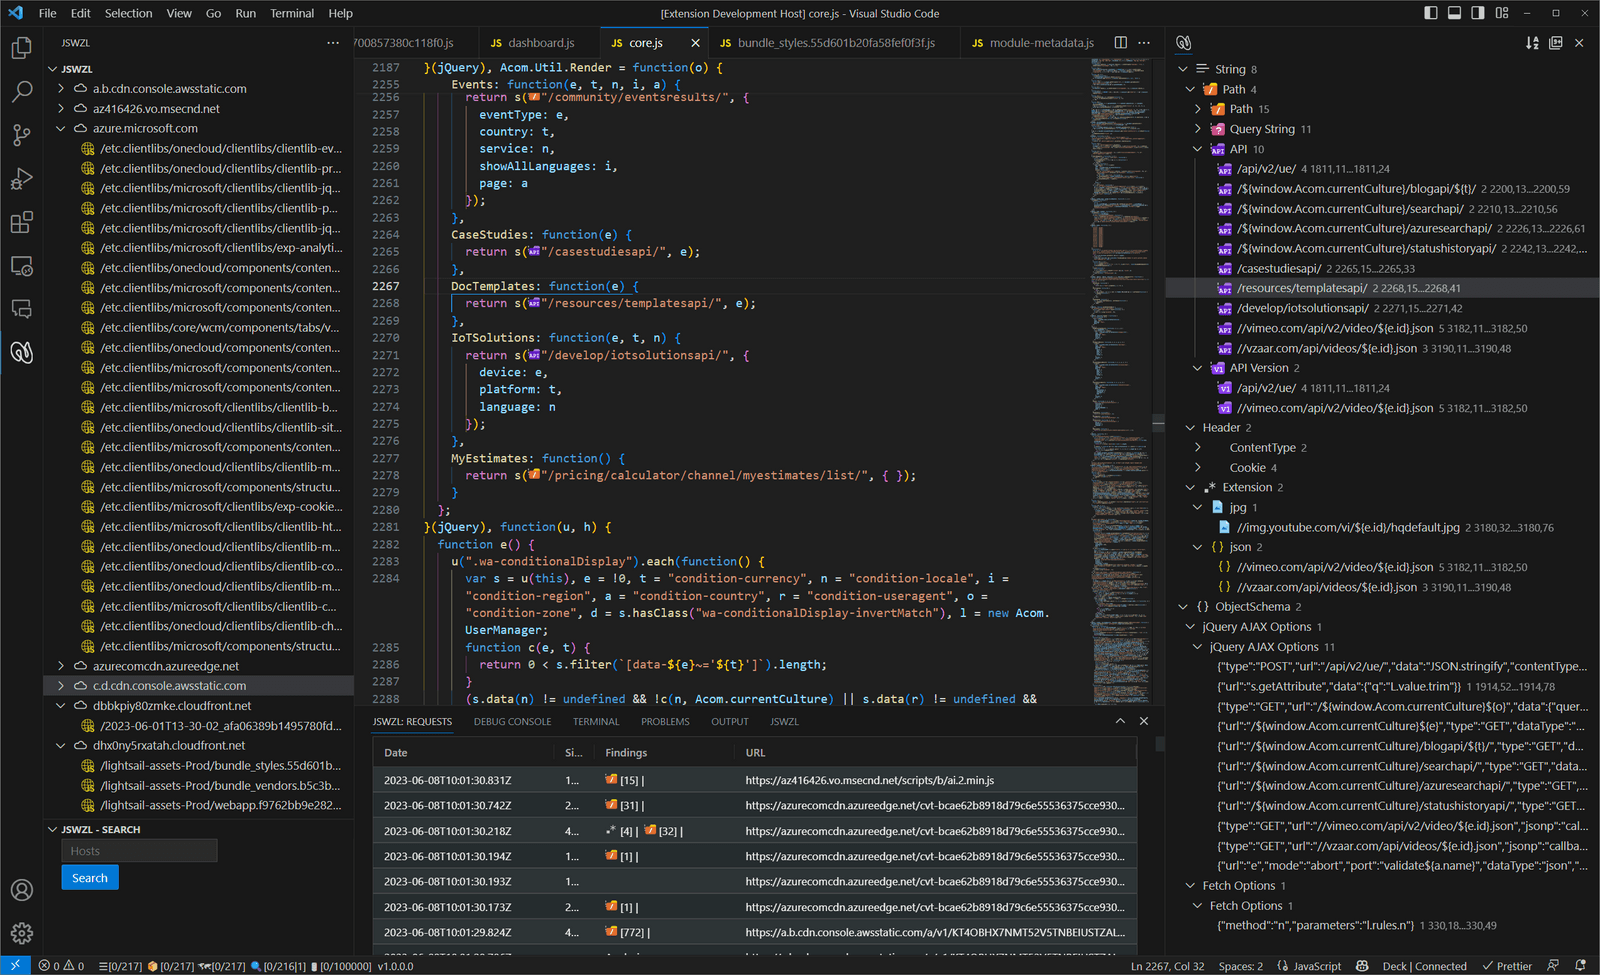 File Edit Selection View Go Run Terminal Help
[Extension Development Host] core.js - Visual Studio Code
JSWZL
JSWZL
a.b.cdn.console.awsstatic.com
az416426.vo.msecnd.net
azure.microsoft.com
/etc.clientlibs/onecloud/clientlibs/clientlib-ev...
/etc.clientlibs/onecloud/clientlibs/clientlib-pr...
/etc.clientlibs/microsoft/clientlibs/clientlib-jq...
/etc.clientlibs/microsoft/clientlibs/clientlib-p...
/etc.clientlibs/microsoft/clientlibs/clientlib-jq...
/etc.clientlibs/microsoft/clientlibs/exp-analyti...
/etc.clientlibs/onecloud/components/conten...
/etc.clientlibs/onecloud/components/conten...
/etc.clientlibs/onecloud/components/conten...
/etc.clientlibs/core/wcm/components/tabs/v...
/etc.clientlibs/onecloud/components/conten...
/etc.clientlibs/microsoft/components/conten...
/etc.clientlibs/microsoft/components/conten...
/etc.clientlibs/microsoft/clientlibs/clientlib-b...
/etc.clientlibs/onecloud/clientlibs/clientlib-sit...
/etc.clientlibs/microsoft/components/conten...
/etc.clientlibs/onecloud/clientlibs/clientlib-m...
/etc.clientlibs/microsoft/components/structu...
/etc.clientlibs/microsoft/clientlibs/exp-cookie...
/etc.clientlibs/onecloud/clientlibs/clientlib-ht...
/etc.clientlibs/onecloud/clientlibs/clientlib-m...
/etc.clientlibs/onecloud/clientlibs/clientlib-co...
/etc.clientlibs/onecloud/clientlibs/clientlib-m...
/etc.clientlibs/microsoft/clientlibs/clientlib-c...
/etc.clientlibs/onecloud/clientlibs/clientlib-ch...
/etc.clientlibs/microsoft/components/structu...
azurecomcdn.azureedge.net
c.d.cdn.console.awsstatic.com
dbbkpiy80zmke.cloudfront.net
/2023-06-01T13-30-02_afa06389b1495780fd...
dhx0ny5rxatah.cloudfront.net
/lightsail-assets-Prod/bundle_styles.55d601b...
/lightsail-assets-Prod/bundle_vendors.b5c3b...
/lightsail-assets-Prod/webapp.f9762bb9e282...
JSWZL - SEARCH
Hosts
Search
700857380c118f0.js JS dashboard.js JS core.js JS bundle_styles.55d601b20fa58fef0f3f.js JS module-metadata.js
2187 }(jQuery), Acom.Util.Render = function(o) {
2255 Events: function(e, t, n, i, a) {
2256 return s("/community/eventsresults/", {
2257 eventType: e,
2258 country: t,
2259 service: n,
2260 showAllLanguages: i,
2261 page: a
2262 });
2263 },
2264 CaseStudies: function(e) {
2265 return s(API"/casestudiesapi/", e);
2266 },
2267 DocTemplates: function(e) {
2268 return s(API"/resources/templatesapi/", e);
2269 },
2270 IoTSolutions: function(e, t, n) {
2271 return s(API"/develop/iotsolutionsapi/", {
2272 device: e,
2273 platform: t,
2274 language: n
2275 });
2276 },
2277 MyEstimates: function() {
2278 return s("/pricing/calculator/channel/myestimates/list/", { });
2279 }
2280 };
2281 }(jQuery), function(u, h) {
2282 function e() {
2283 u(".wa-conditionalDisplay").each(function() {
2284 var s = u(this), e = !0, t = "condition-currency", n = "condition-locale", i =
"condition-region", a = "condition-country", r = "condition-useragent", o =
"condition-zone", d = s.hasClass("wa-conditionalDisplay-invertMatch"), l = new Acom.
UserManager;
2285 function c(e, t) {
2286 return 0 < s.filter(`[data-${e}~='${t}']`).length;
2287 }
2288 (s.data(n) != undefined && !c(n, Acom.currentCulture) || s.data(r) != undefined &&
JSWZL: REQUESTS DEBUG CONSOLE TERMINAL PROBLEMS OUTPUT JSWZL
Date Si... Findings URL
2023-06-08T10:01:30.831Z 1... [15] | https://az416426.vo.msecnd.net/scripts/b/ai.2.min.js
2023-06-08T10:01:30.742Z 2... [31] | https://azurecomcdn.azureedge.net/cvt-bcae62b8918d79c6e55536375cce930...
2023-06-08T10:01:30.218Z 4... .* [4] | [32] | https://azurecomcdn.azureedge.net/cvt-bcae62b8918d79c6e55536375cce930...
2023-06-08T10:01:30.194Z 1... [1] | https://azurecomcdn.azureedge.net/cvt-bcae62b8918d79c6e55536375cce930...
2023-06-08T10:01:30.193Z 1... https://azurecomcdn.azureedge.net/cvt-bcae62b8918d79c6e55536375cce930...
2023-06-08T10:01:30.173Z 2... [1] | https://azurecomcdn.azureedge.net/cvt-bcae62b8918d79c6e55536375cce930...
2023-06-08T10:01:29.824Z 4... [772] | https://a.b.cdn.console.awsstatic.com/a/v1/KT4OBHX7NMT52V5TNBEIUSTZAL...
String 8
Path 4
Path 15
Query String 11
API API 10
API /api/v2/ue/ 4 1811,11...1811,24
API /${window.Acom.currentCulture}/blogapi/${t}/ 2 2200,13...2200,59
API /${window.Acom.currentCulture}/searchapi/ 2 2210,13...2210,56
API /${window.Acom.currentCulture}/azuresearchapi/ 2 2226,13...2226,61
API /${window.Acom.currentCulture}/statushistoryapi/ 2 2242,13...2242,...
API /casestudiesapi/ 2 2265,15...2265,33
API /resources/templatesapi/ 2 2268,15...2268,41
API /develop/iotsolutionsapi/ 2 2271,15...2271,42
API //vimeo.com/api/v2/video/${e.id}.json 5 3182,11...3182,50
API //vzaar.com/api/videos/${e.id}.json 3 3190,11...3190,48
V1 API Version 2
V1 /api/v2/ue/ 4 1811,11...1811,24
V1 //vimeo.com/api/v2/video/${e.id}.json 5 3182,11...3182,50
Header 2
ContentType 2
Cookie 4
.* Extension 2
jpg 1
//img.youtube.com/vi/${e.id}/hqdefault.jpg 2 3180,32...3180,76
{} json 2
{} //vimeo.com/api/v2/video/${e.id}.json 5 3182,11...3182,50
{} //vzaar.com/api/videos/${e.id}.json 3 3190,11...3190,48
{} ObjectSchema 2
jQuery AJAX Options 1
jQuery AJAX Options 11
{"type":"POST","url":"/api/v2/ue/","data":"JSON.stringify","contentType...
{"url":"s.getAttribute","data":{"q":"L.value.trim"}} 1 1914,52...1914,78
{"type":"GET","url":"/${window.Acom.currentCulture}${o}","data":{"quer...
{"url":"/${window.Acom.currentCulture}${e}","type":"GET","dataType":"...
{"url":"/${window.Acom.currentCulture}/blogapi/${t}/","type":"GET","d...
{"url":"/${window.Acom.currentCulture}/searchapi/","type":"GET","data...
{"url":"/${window.Acom.currentCulture}/azuresearchapi/","type":"GET",...
{"url":"/${window.Acom.currentCulture}/statushistoryapi/","type":"GET...
{"type":"GET","url":"//vimeo.com/api/v2/video/${e.id}.json","jsonp":"cal...
{"type":"GET","url":"//vzaar.com/api/videos/${e.id}.json","jsonp":"callba...
{"url":"e","mode":"abort","port":"validate${a.name}","dataType":"json","...
Fetch Options 1
Fetch Options 1
{"method":"n","parameters":"l.rules.n"} 1 330,18...330,49
0 0 [0/217] [0/217] [0/217] [0/216|1] [0/100000] v1.0.0.0
Ln 2267, Col 32 Spaces: 2 {} JavaScript Deck | Connected Prettier